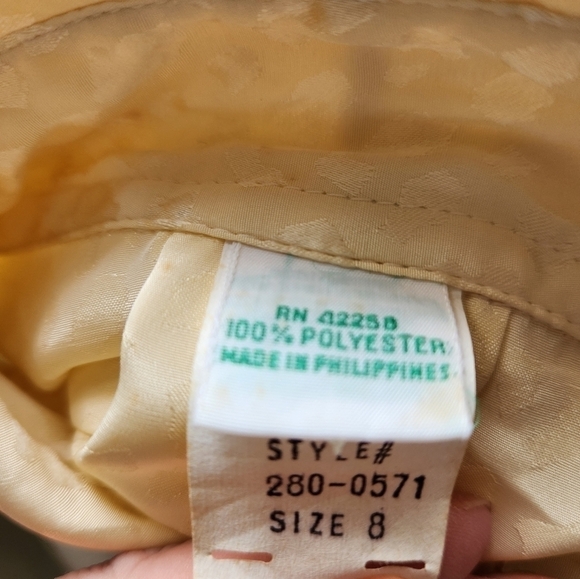 RN 42258
100% POLYESTER
MADE IN PHILIPPINES
STYLE#
280-0571
SIZE 8